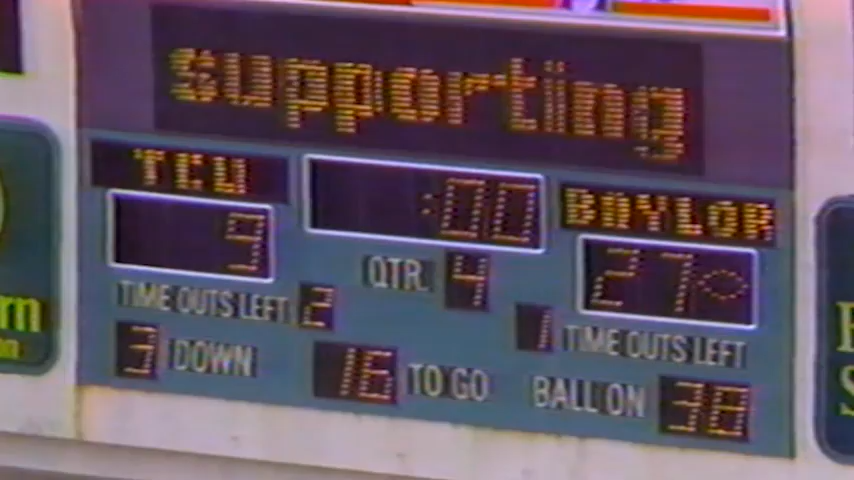 supporting
TCU :00 BAYLOR
9 QTR. 4 27
TIME OUTS LEFT 2 1 TIME OUTS LEFT
3 DOWN 16 TO GO BALL ON 38
rn